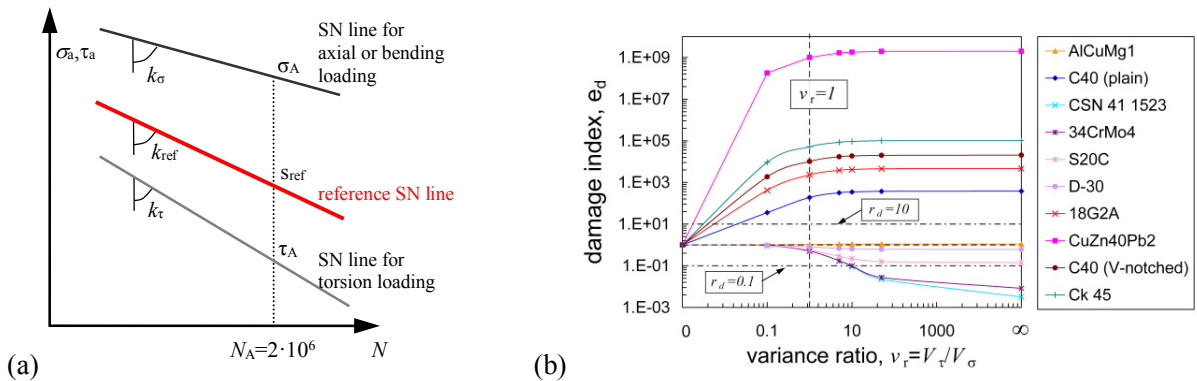 σa,τa
SN line for
axial or bending
loading
σA
kσ
kref
sref
reference SN line
kτ
τA
SN line for
torsion loading
NA=2·10⁶
N
(a)
damage index, ed
1.E+09
1.E+09
1.E+07
1.E+05
1.E+03
1.E+01
1.E-01
1.E-03
vr=1
rd=10
rd=0.1
0
0.1
10
1000
∞
variance ratio, vr=Vτ/Vσ
(b)
AlCuMg1
C40 (plain)
CSN 41 1523
34CrMo4
S20C
D-30
18G2A
CuZn40Pb2
C40 (V-notched)
Ck 45